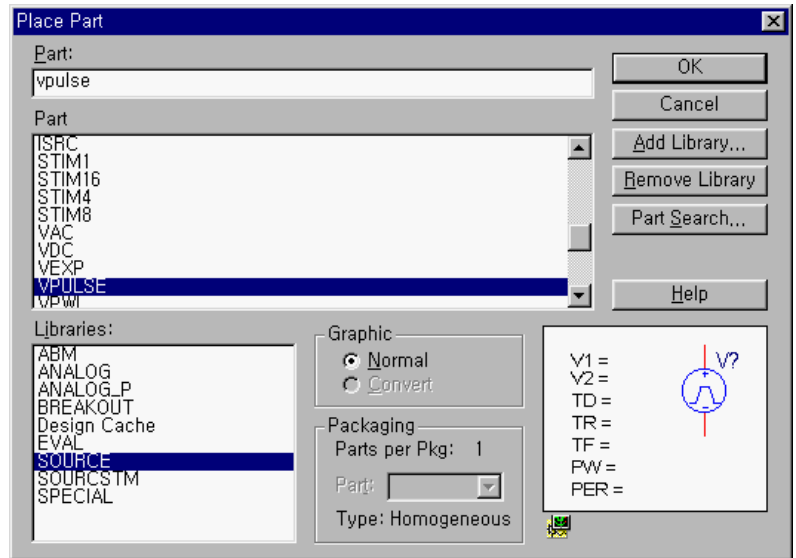 Place Part
Part:
vpulse
OK
Cancel
Add Library...
Remove Library
Part Search...
Help
Part
ISRC
STIM1
STIM16
STIM4
STIM8
VAC
VDC
VEXP
VPULSE
VPWL
Libraries:
ABM
ANALOG
ANALOG_P
BREAKOUT
Design Cache
EVAL
SOURCE
SOURCSTM
SPECIAL
Graphic
Normal
Convert
Packaging
Parts per Pkg: 1
Part:
Type: Homogeneous
V1 =
V2 =
TD =
TR =
TF =
PW =
PER =
V?